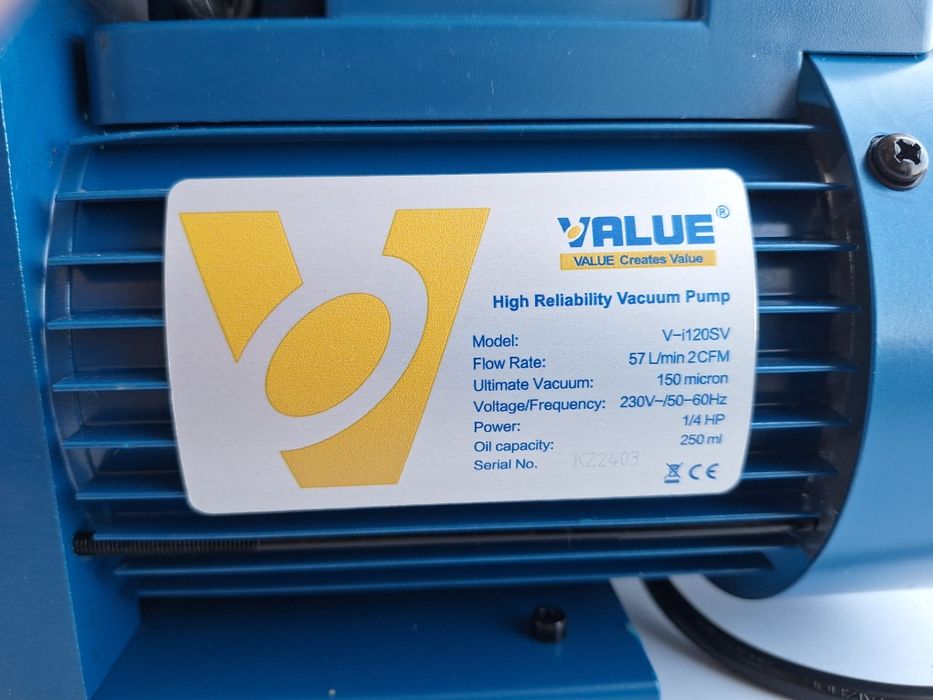 VALUE®
VALUE Creates Value
High Reliability Vacuum Pump
Model: V-i120SV
Flow Rate: 57 L/min 2CFM
Ultimate Vacuum: 150 micron
Voltage/Frequency: 230V~/50-60Hz
Power: 1/4 HP
Oil capacity: 250 ml
Serial No. KZ2403
CE